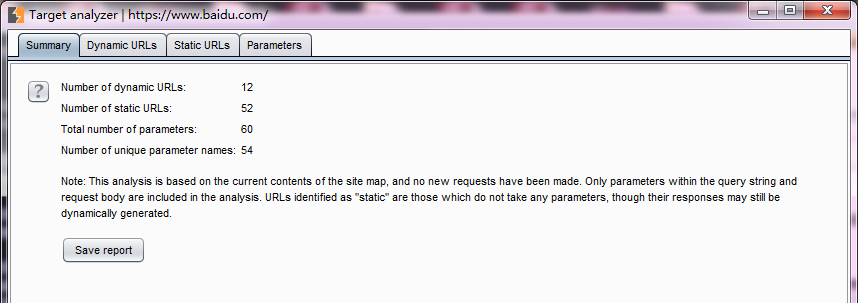 Target analyzer | https://www.baidu.com/
Summary
Dynamic URLs
Static URLs
Parameters
?
Number of dynamic URLs: 12
Number of static URLs: 52
Total number of parameters: 60
Number of unique parameter names: 54
Note: This analysis is based on the current contents of the site map, and no new requests have been made. Only parameters within the query string and
request body are included in the analysis. URLs identified as "static" are those which do not take any parameters, though their responses may still be
dynamically generated.
Save report